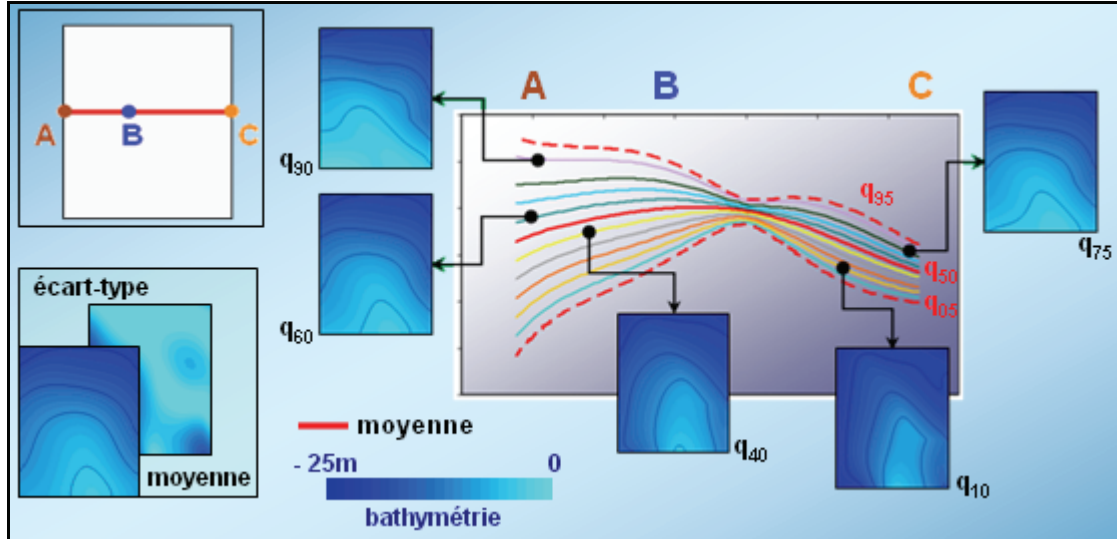 A
B
C
écart-type
moyenne
q90
q60
A
B
C
q95
q50
q05
q75
q40
q10
moyenne
- 25m
0
bathymétrie